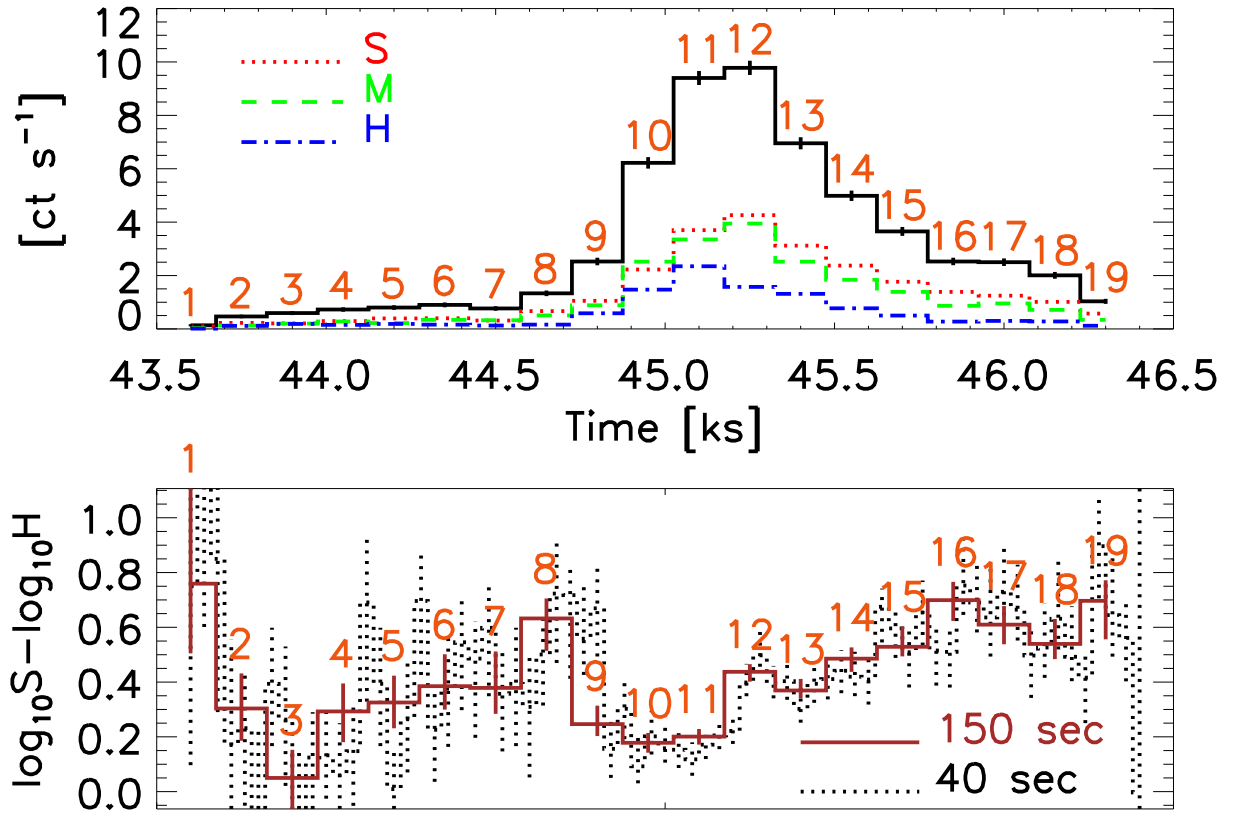 12
10
8
6
4
2
0
[ct s⁻¹]
S
M
H
1 2 3 4 5 6 7 8 9 10 11 12 13 14 15 16 17 18 19
43.5 44.0 44.5 45.0 45.5 46.0 46.5
Time [ks]
1.0
0.8
0.6
0.4
0.2
0.0
log₁₀S−log₁₀H
1 2 3 4 5 6 7 8 9 10 11 12 13 14 15 16 17 18 19
150 sec
40 sec